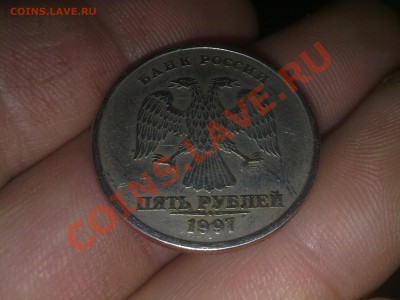 COINS.LAVE.RU
БАНК РОССИИ
COINS.LAVE.RU
ПЯТЬ РУБЛЕЙ
1997